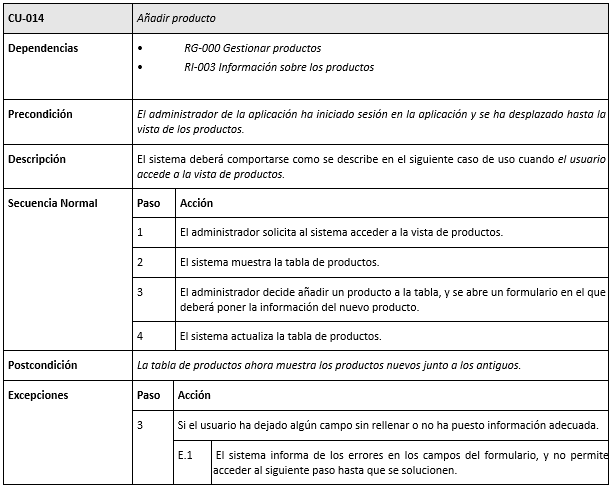 CU-014 Añadir producto
Dependencias • RG-000 Gestionar productos
• RI-003 Información sobre los productos
Precondición El administrador de la aplicación ha iniciado sesión en la aplicación y se ha desplazado hasta la
vista de los productos.
Descripción El sistema deberá comportarse como se describe en el siguiente caso de uso cuando el usuario
accede a la vista de productos.
Secuencia Normal Paso Acción
1 El administrador solicita al sistema acceder a la vista de productos.
2 El sistema muestra la tabla de productos.
3 El administrador decide añadir un producto a la tabla, y se abre un formulario en el que
deberá poner la información del nuevo producto.
4 El sistema actualiza la tabla de productos.
Postcondición La tabla de productos ahora muestra los productos nuevos junto a los antiguos.
Excepciones Paso Acción
3 Si el usuario ha dejado algún campo sin rellenar o no ha puesto información adecuada.
E.1 El sistema informa de los errores en los campos del formulario, y no permite
acceder al siguiente paso hasta que se solucionen.